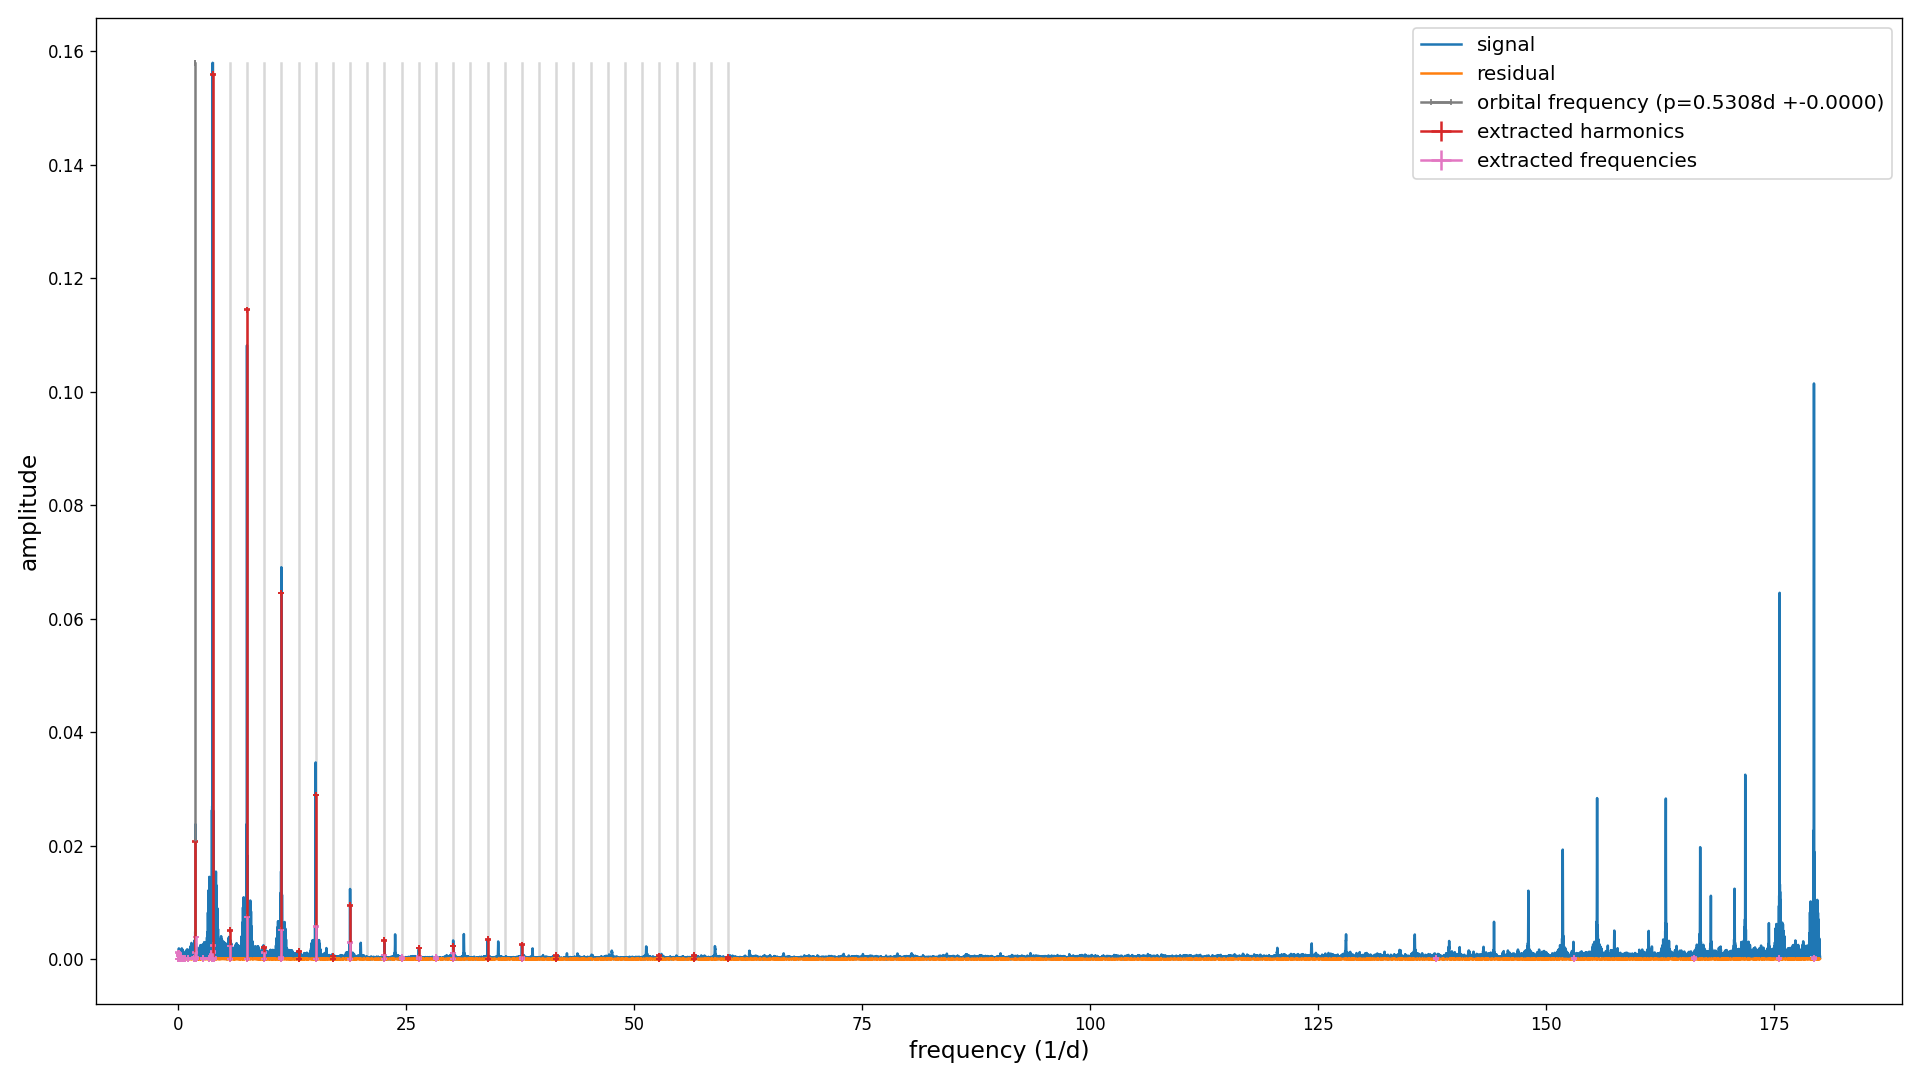 signal
residual
orbital frequency (p=0.5308d +-0.0000)
extracted harmonics
extracted frequencies
amplitude
0.16
0.14
0.12
0.10
0.08
0.06
0.04
0.02
0.00
0 25 50 75 100 125 150 175
frequency (1/d)